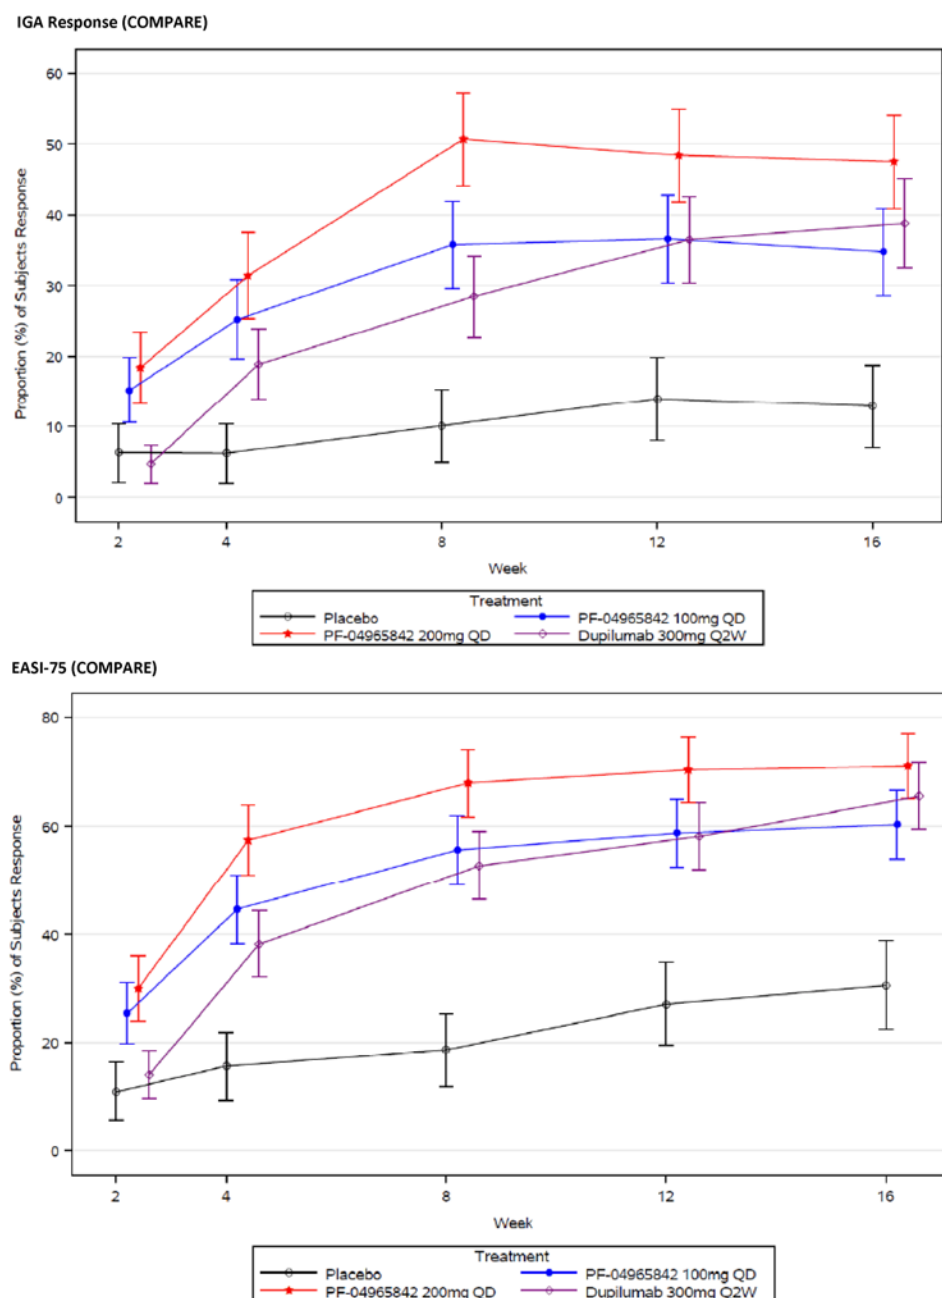 IGA Response (COMPARE)
60
50
40
30
20
10
0
Proportion (%) of Subjects Response
2 4 8 12 16
Week
Treatment
Placebo PF-04965842 100mg QD
PF-04965842 200mg QD Dupilumab 300mg Q2W
EASI-75 (COMPARE)
80
60
40
20
0
Proportion (%) of Subjects Response
2 4 8 12 16
Week
Treatment
Placebo PF-04965842 100mg QD
PF-04965842 200mg QD Dupilumab 300mg Q2W